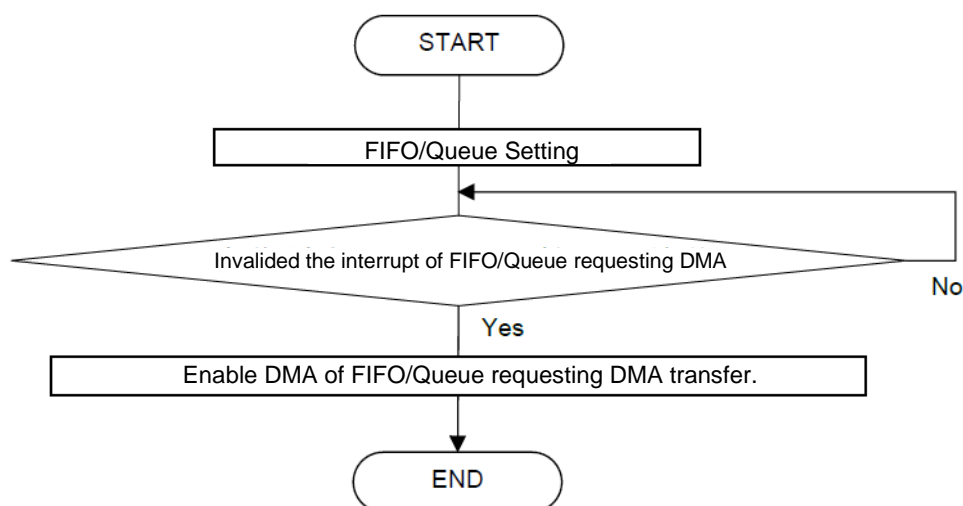 START
FIFO/Queue Setting
Invalided the interrupt of FIFO/Queue requesting DMA
No
Yes
Enable DMA of FIFO/Queue requesting DMA transfer.
END